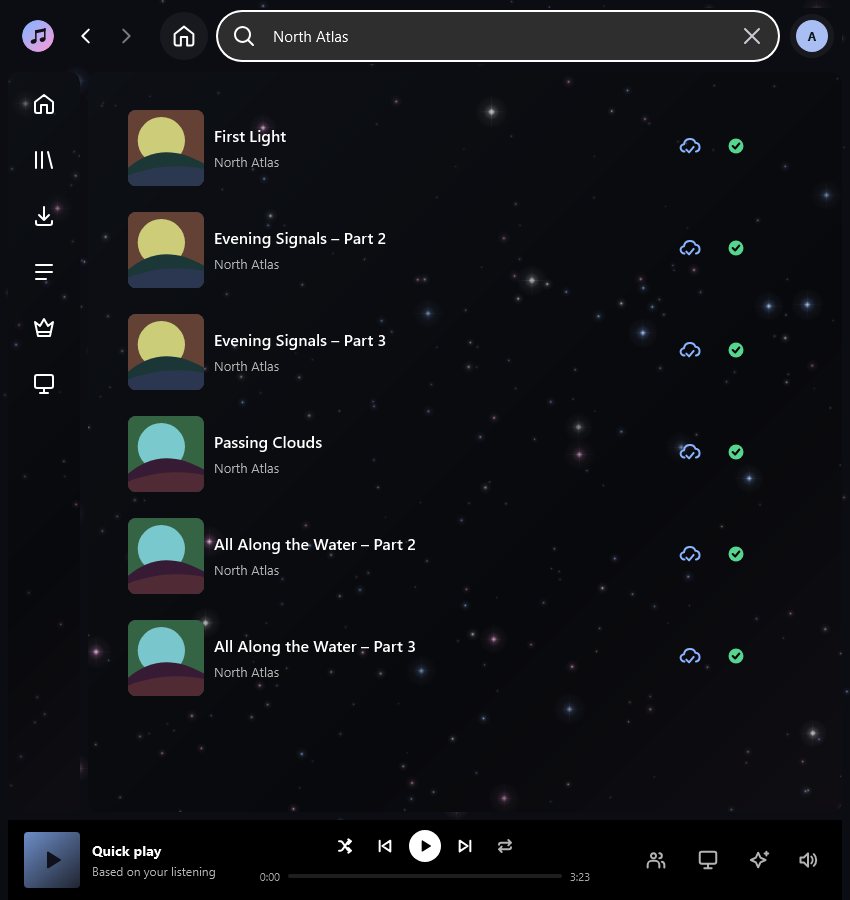 North Atlas
A
First Light
North Atlas
Evening Signals – Part 2
North Atlas
Evening Signals – Part 3
North Atlas
Passing Clouds
North Atlas
All Along the Water – Part 2
North Atlas
All Along the Water – Part 3
North Atlas
Quick play
Based on your listening
0:00
3:23